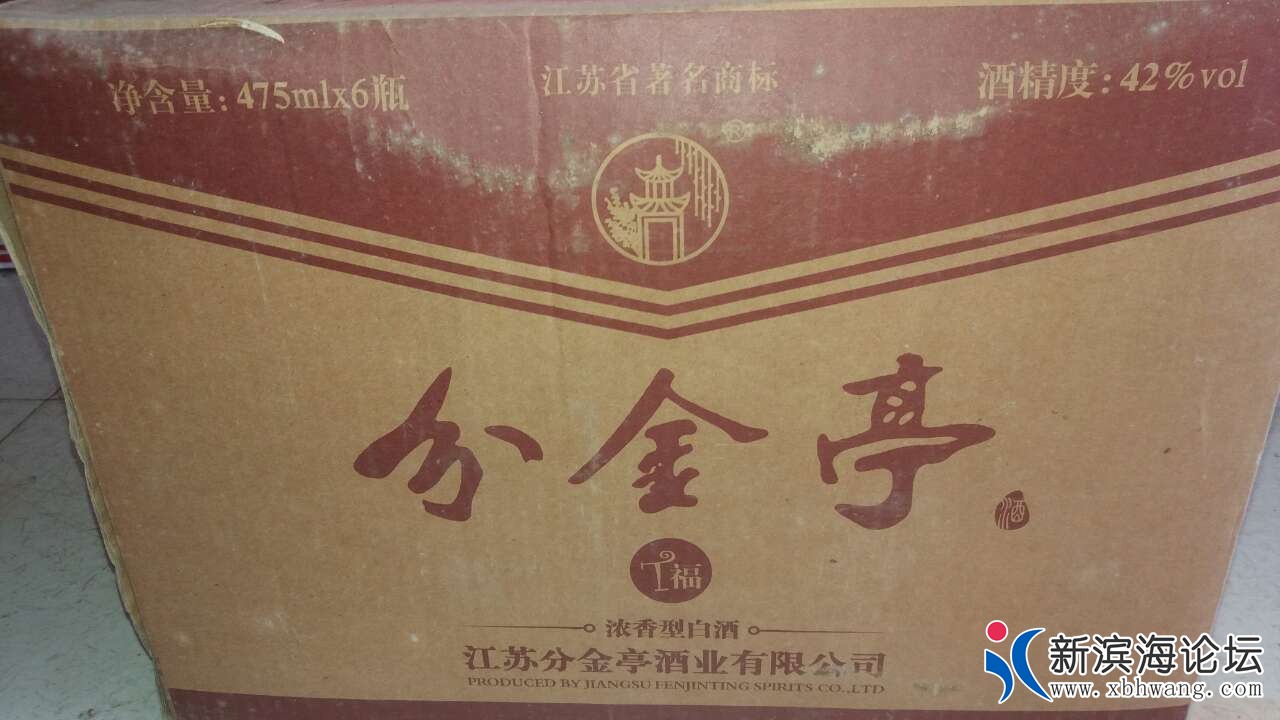 净含量: 475mlx6瓶
江苏省著名商标
酒精度: 42%vol
®
分金亭
酒
福
浓香型白酒
江苏分金亭酒业有限公司
PRODUCED BY JIANGSU FENJINTING SPIRITS CO.,LTD
新滨海论坛
www.xbhwang.com